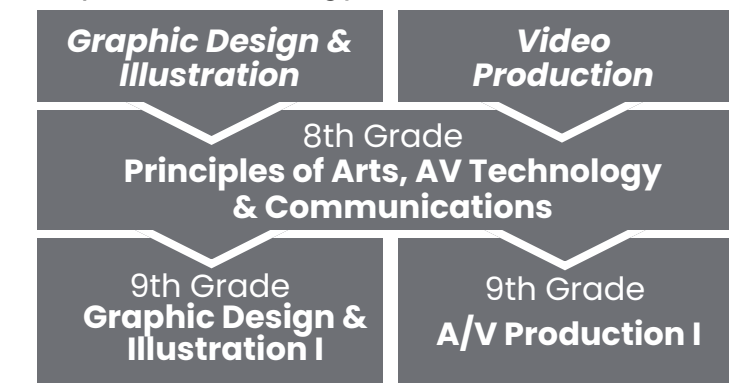 Graphic Design &
Illustration
Video
Production
8th Grade
Principles of Arts, AV Technology
& Communications
9th Grade
Graphic Design &
Illustration I
9th Grade
A/V Production I